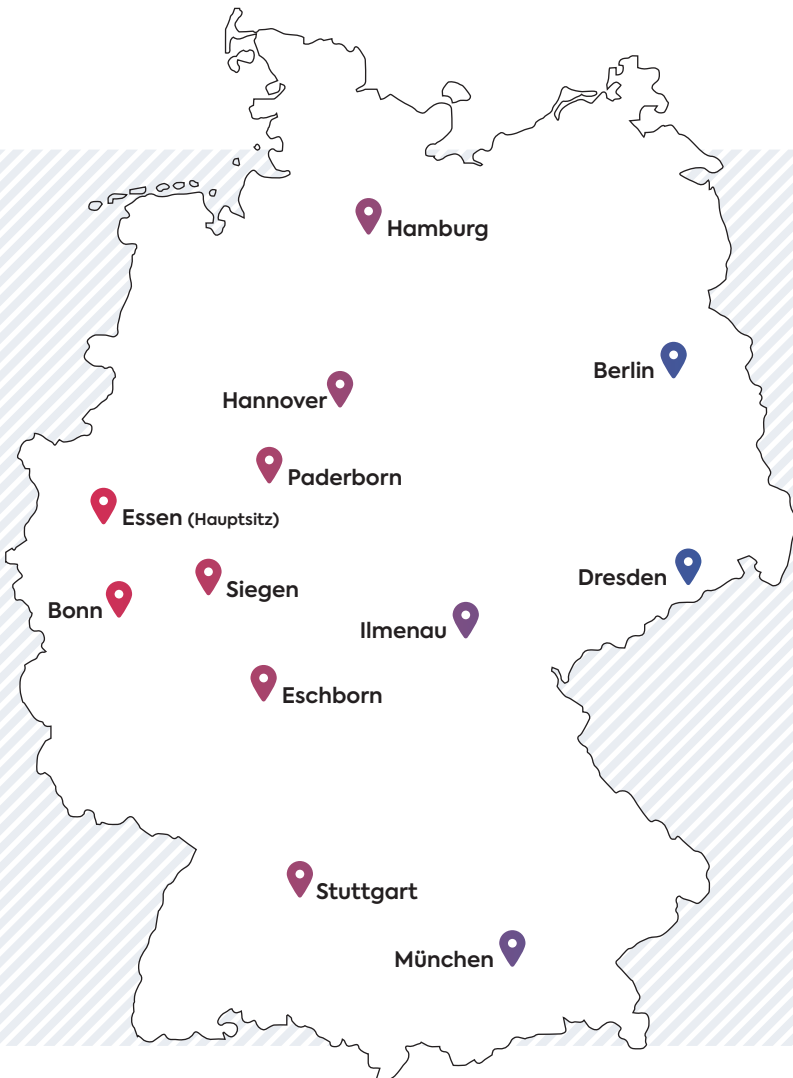 Hamburg
Berlin
Hannover
Paderborn
Essen (Hauptsitz)
Dresden
Siegen
Bonn
Ilmenau
Eschborn
Stuttgart
München